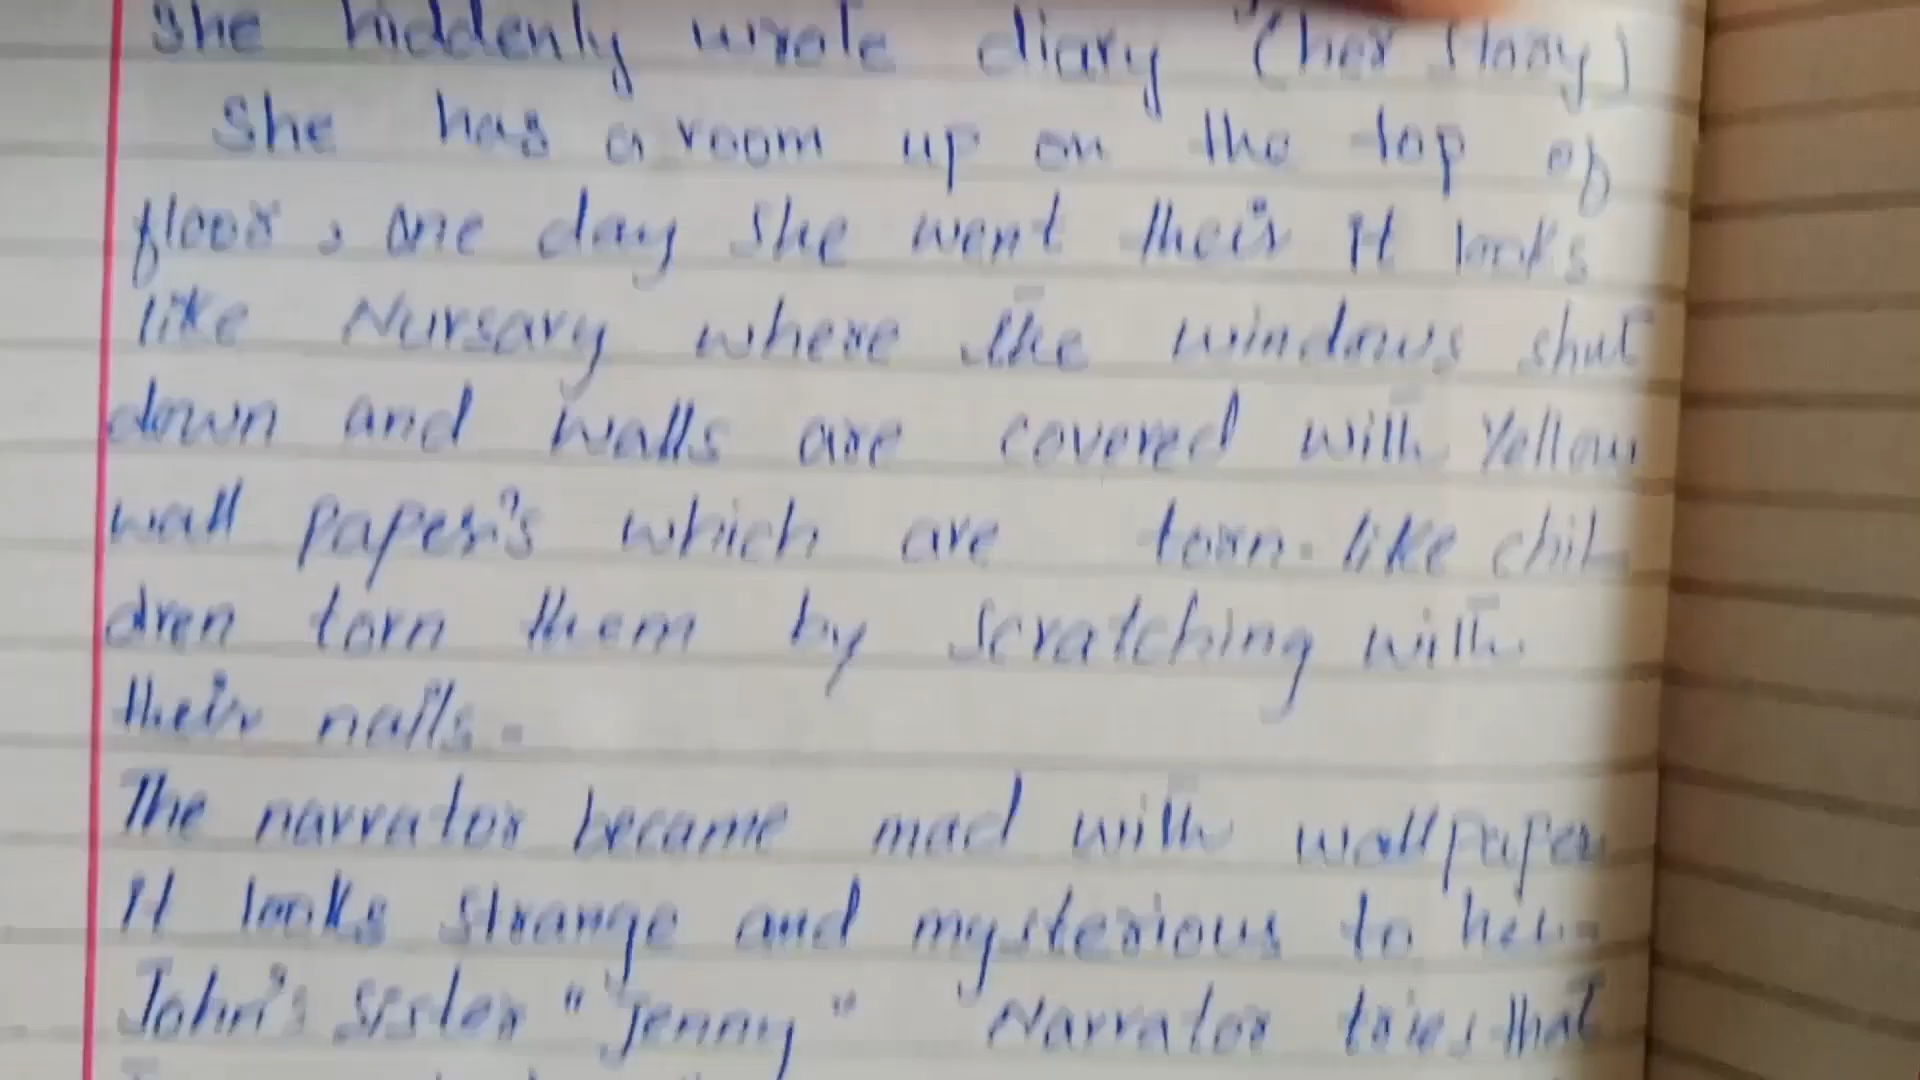 She hiddenly wrote diary "(her stoay)
She has a room up on the top of
floor, one day She went their It looks
like Nursary where the windows shut
down and walls are covered with Yellow
wall paper's which are torn. like chil-
dren torn them by Scratching with
their nails.
The narrator became mad with wallpaper
It looks strange and mysterious to her.
John's sister "Jenny" Narrator tries that